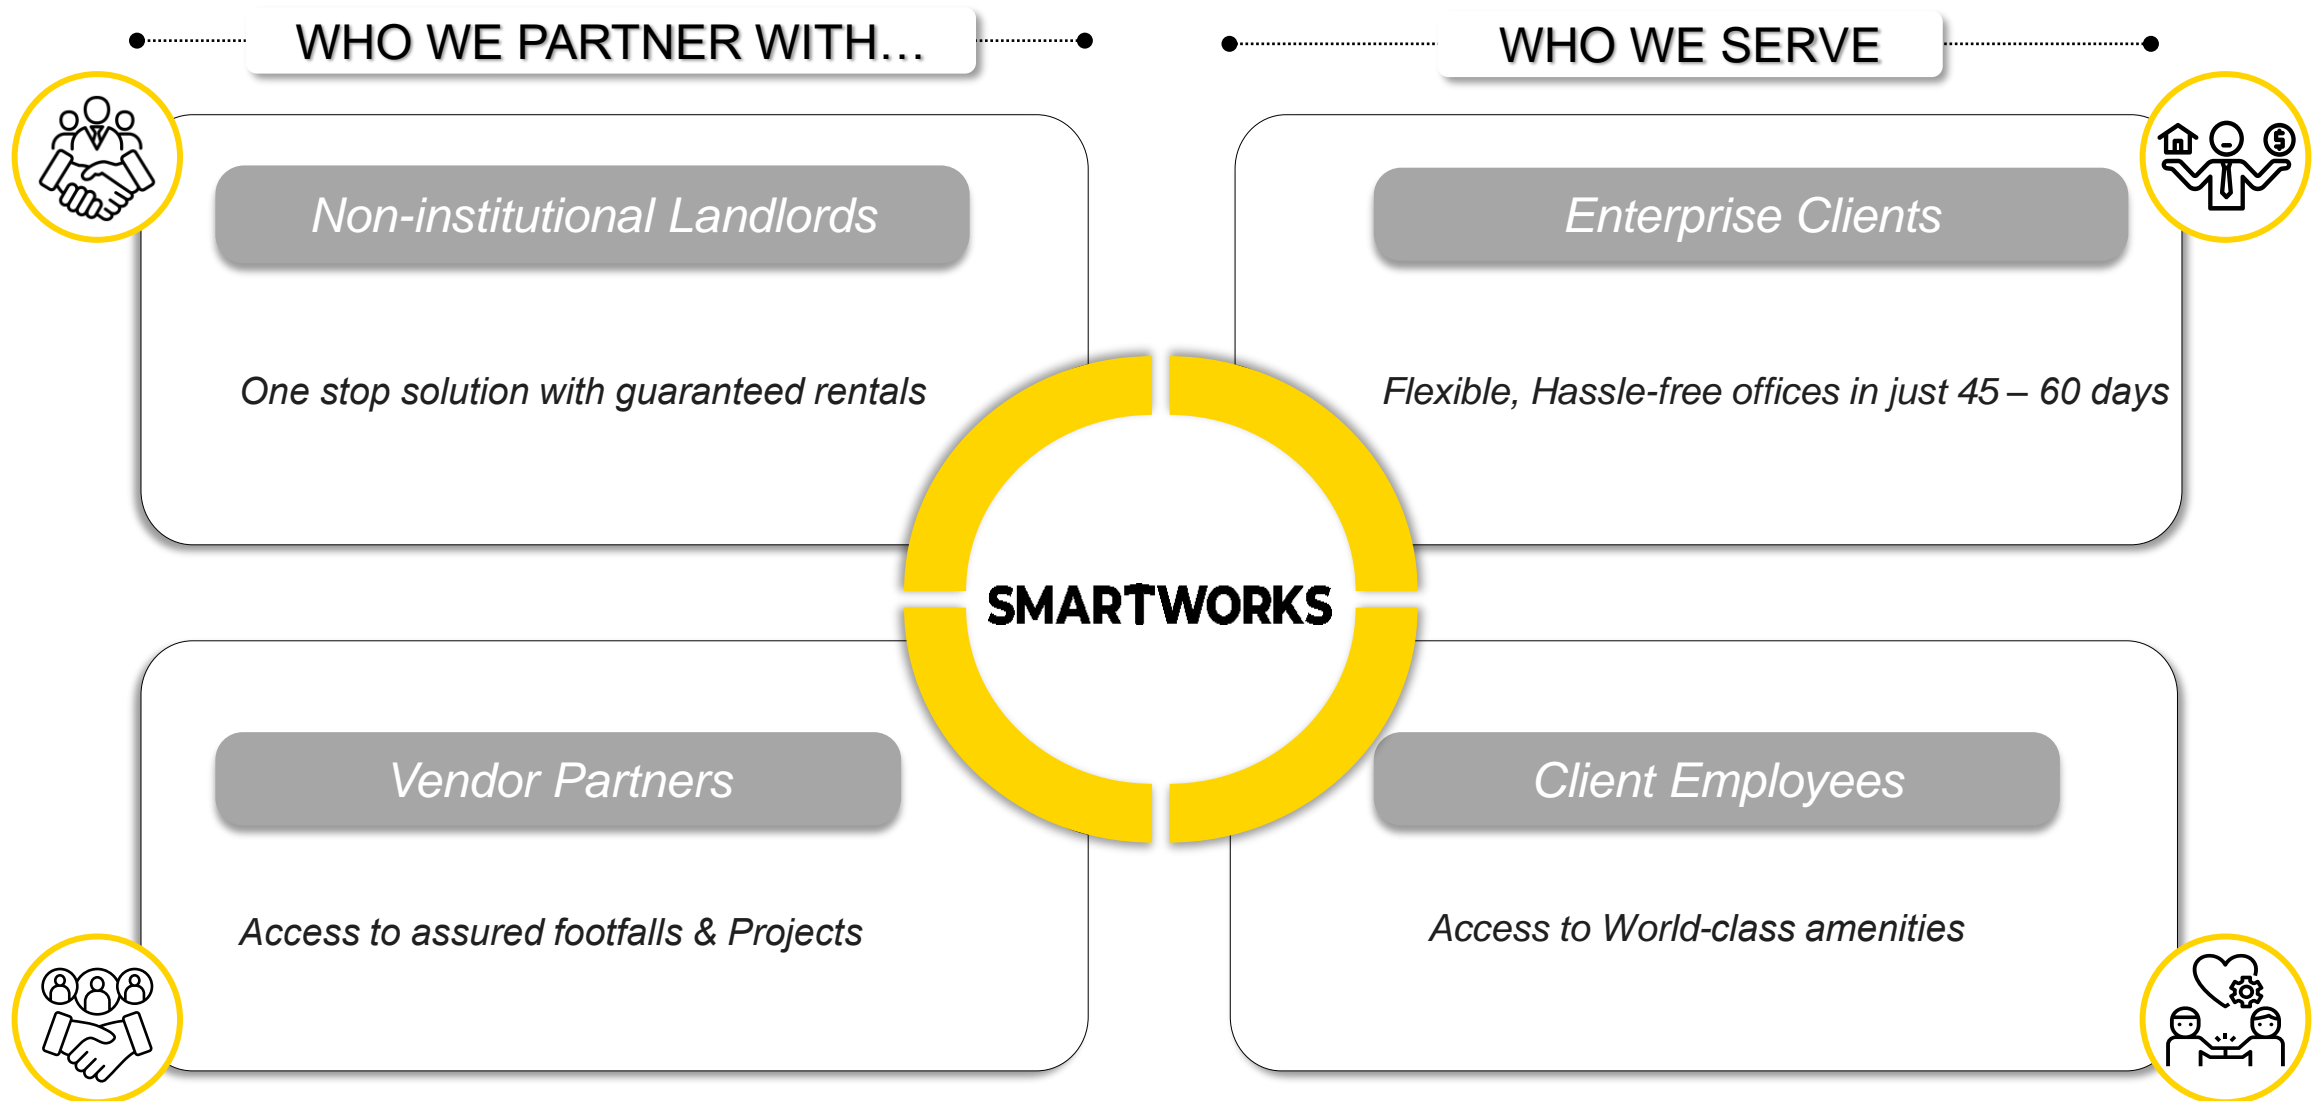 WHO WE PARTNER WITH…
Non-institutional Landlords
One stop solution with guaranteed rentals
WHO WE SERVE
Enterprise Clients
Flexible, Hassle-free offices in just 45 – 60 days
SMARTWORKS
Vendor Partners
Access to assured footfalls & Projects
Client Employees
Access to World-class amenities